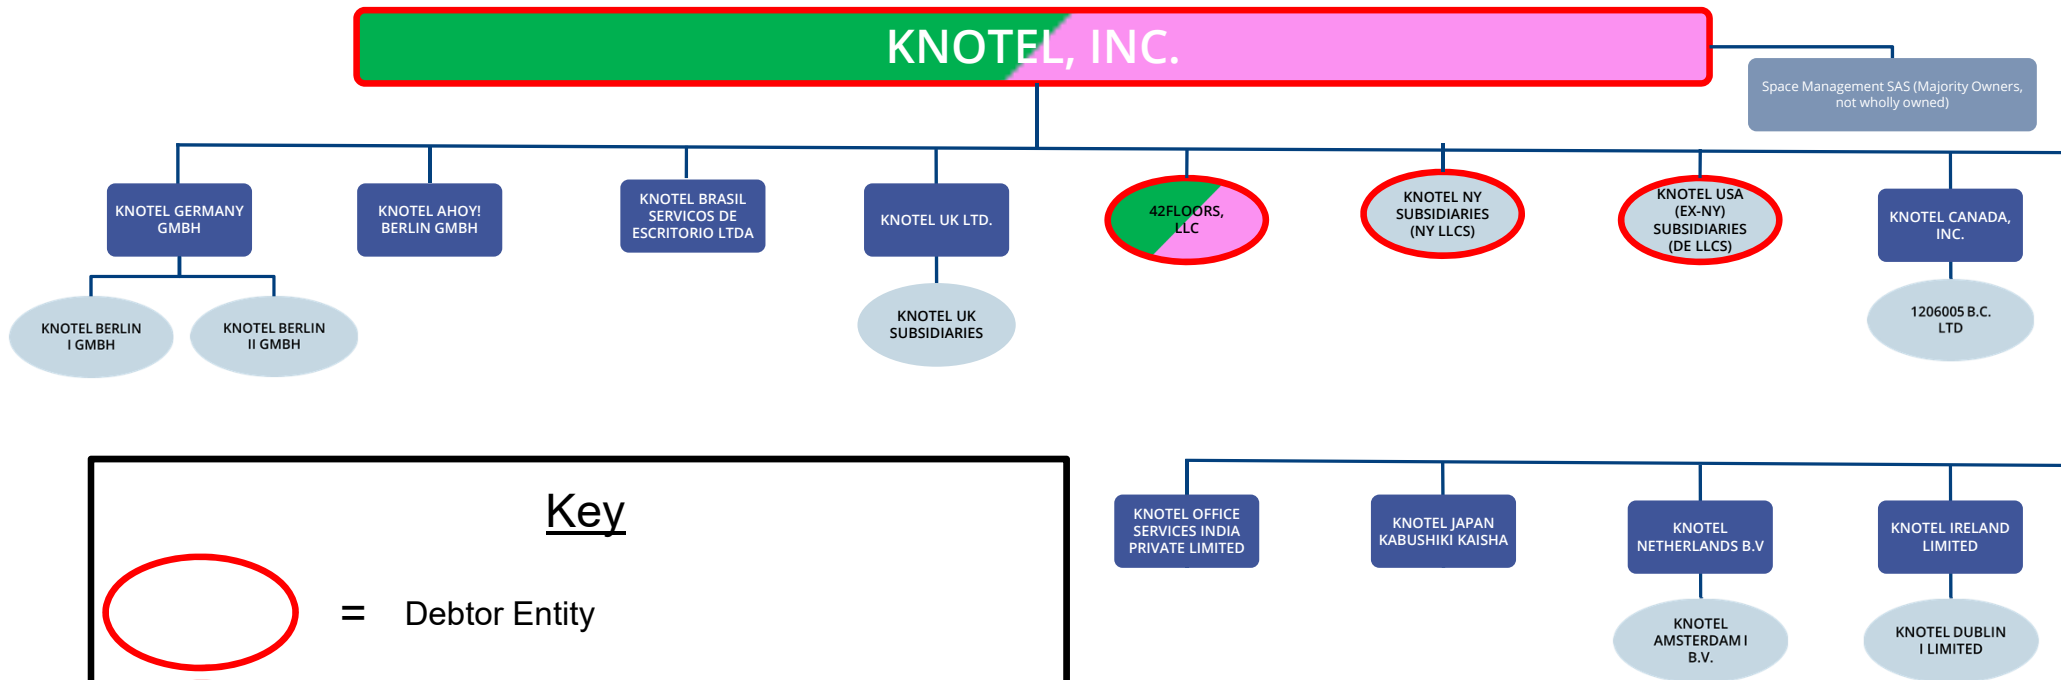 KNOTEL, INC.
Space Management SAS (Majority Owners,
not wholly owned)
KNOTEL GERMANY
GMBH
KNOTEL AHOY!
BERLIN GMBH
KNOTEL BRASIL
SERVICOS DE
ESCRITORIO LTDA
KNOTEL UK LTD.
42FLOORS,
LLC
KNOTEL NY
SUBSIDIARIES
(NY LLCS)
KNOTEL USA
(EX-NY)
SUBSIDIARIES
(DE LLCS)
KNOTEL CANADA,
INC.
KNOTEL BERLIN
I GMBH
KNOTEL BERLIN
II GMBH
KNOTEL UK
SUBSIDIARIES
1206005 B.C.
LTD
Key
= Debtor Entity
KNOTEL OFFICE
SERVICES INDIA
PRIVATE LIMITED
KNOTEL JAPAN
KABUSHIKI KAISHA
KNOTEL
NETHERLANDS B.V
KNOTEL IRELAND
LIMITED
KNOTEL
AMSTERDAM I
B.V.
KNOTEL DUBLIN
I LIMITED